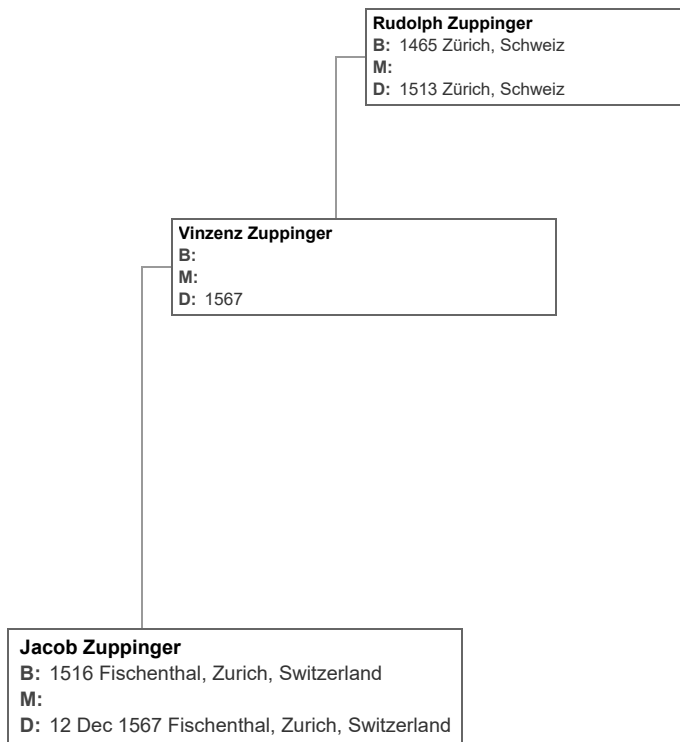 Rudolph Zuppinger
B: 1465 Zürich, Schweiz
M:
D: 1513 Zürich, Schweiz
Vinzenz Zuppinger
B:
M:
D: 1567
Jacob Zuppinger
B: 1516 Fischenthal, Zurich, Switzerland
M:
D: 12 Dec 1567 Fischenthal, Zurich, Switzerland